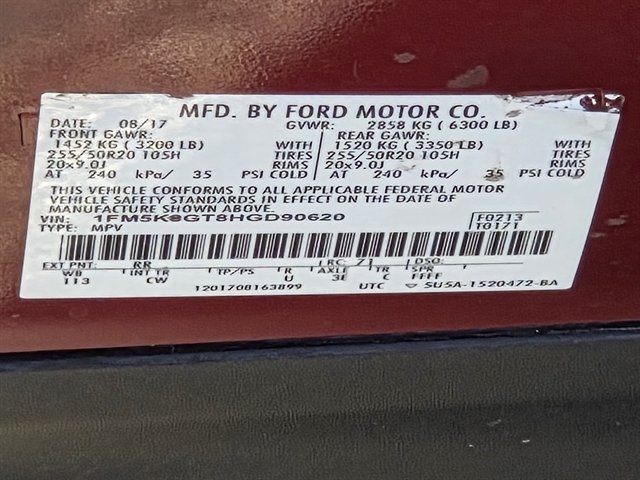 MFD. BY FORD MOTOR CO.
DATE: 08/17 GVWR: 2858 KG ( 6300 LB)
FRONT GAWR: REAR GAWR:
1452 KG ( 3200 LB) WITH 1520 KG ( 3350 LB) WITH
255/50R20 105H TIRES 255/50R20 105H TIRES
20x9.0J RIMS 20x9.0J RIMS
AT 240 kPa/ 35 PSI COLD AT 240 kPa/ 35 PSI COLD
THIS VEHICLE CONFORMS TO ALL APPLICABLE FEDERAL MOTOR
VEHICLE SAFETY AND BUMPER STANDARDS IN EFFECT ON THE DATE OF
MANUFACTURE SHOWN ABOVE.
VIN: 1FM5K8GT8HGD90620 F0213
TYPE: MPV T0171
EXT PNT: RR RC: 71 DSO:
WB INT TR TP/PS R AXLE TR SPR
113 CW U 3E C FFFF
1201708163899 UTC ▽ 5U5A-1520472-BA